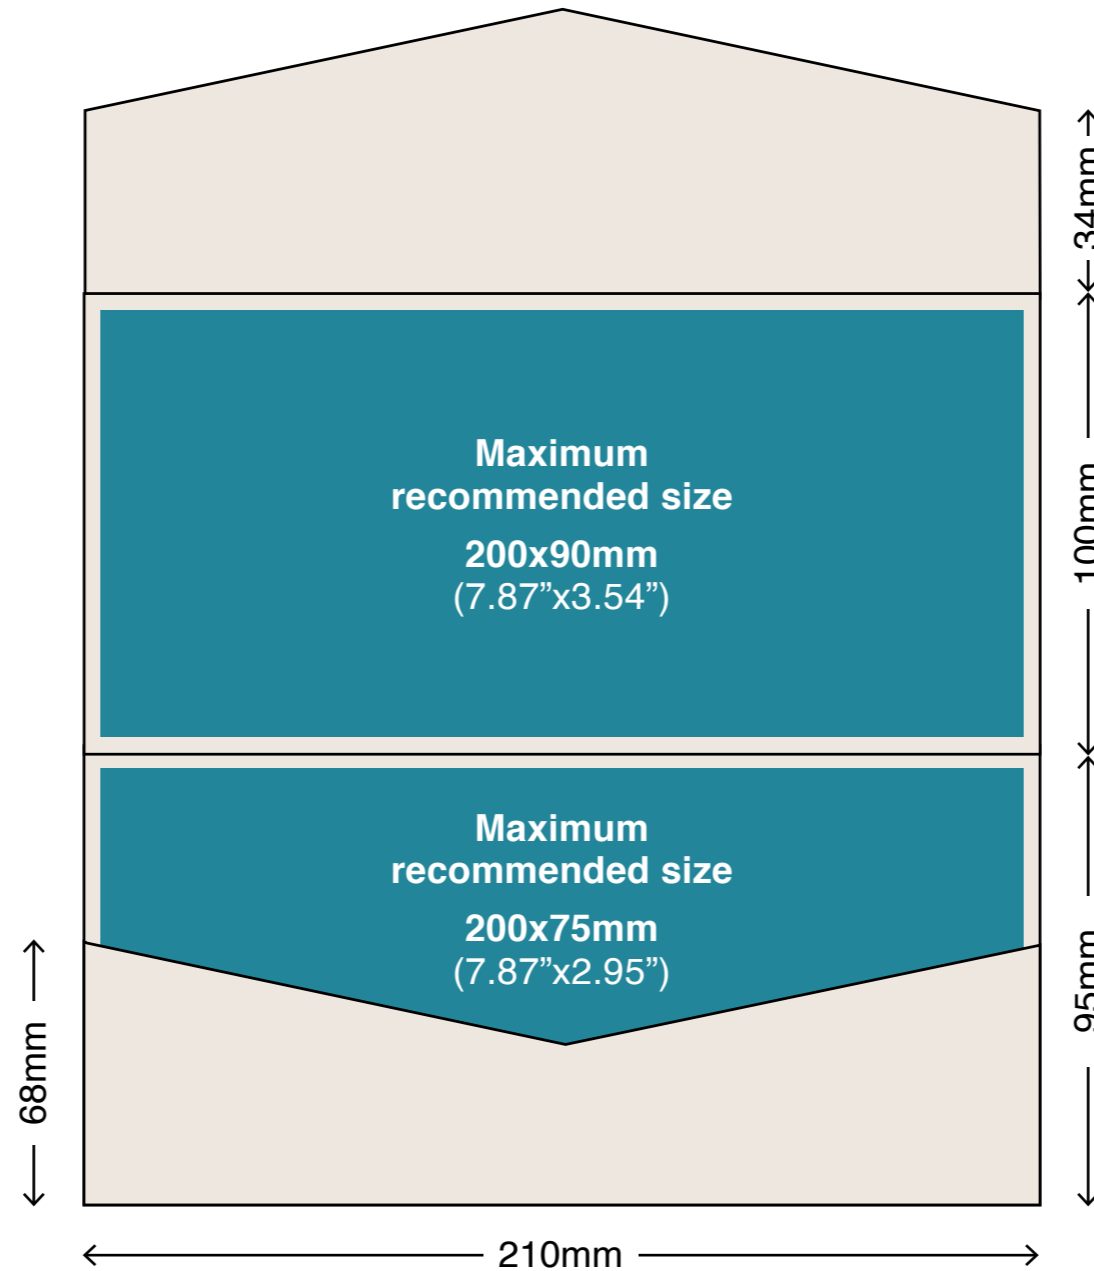 34mm
Maximum
recommended size
200x90mm
(7.87”x3.54”)
100mm
Maximum
recommended size
200x75mm
(7.87”x2.95”)
95mm
68mm
210mm